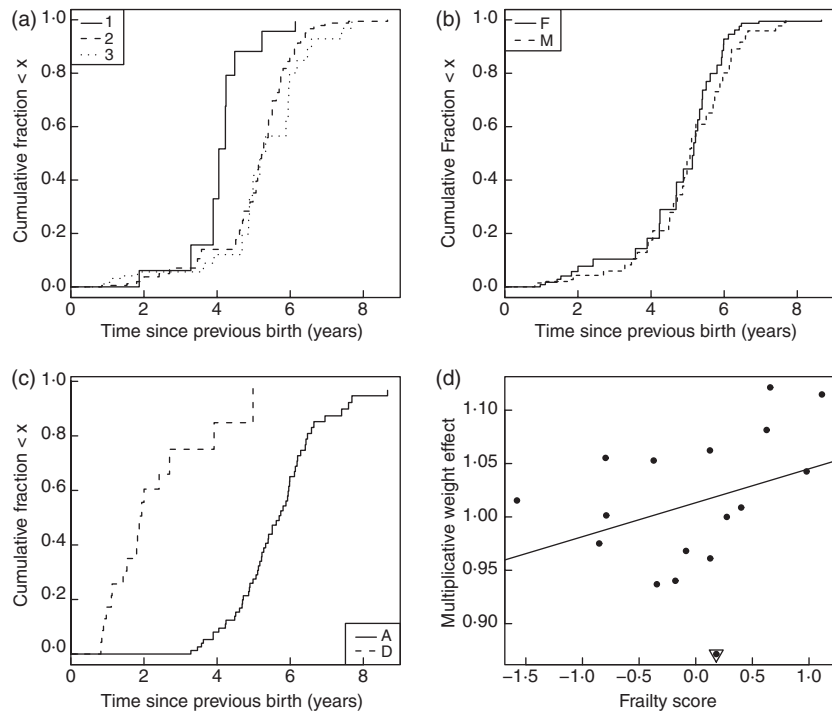 (a)
1
2
3
Cumulative fraction < x
1·0
0·8
0·6
0·4
0·2
0·0
0 2 4 6 8
Time since previous birth (years)
(b)
F
M
Cumulative Fraction < x
1·0
0·8
0·6
0·4
0·2
0·0
0 2 4 6 8
Time since previous birth (years)
(c)
A
D
Cumulative fraction < x
1·0
0·8
0·6
0·4
0·2
0·0
0 2 4 6 8
Time since previous birth (years)
(d)
Multiplicative weight effect
1·10
1·05
1·00
0·95
0·90
−1·5 −1·0 −0·5 0·0 0·5 1·0
Frailty score